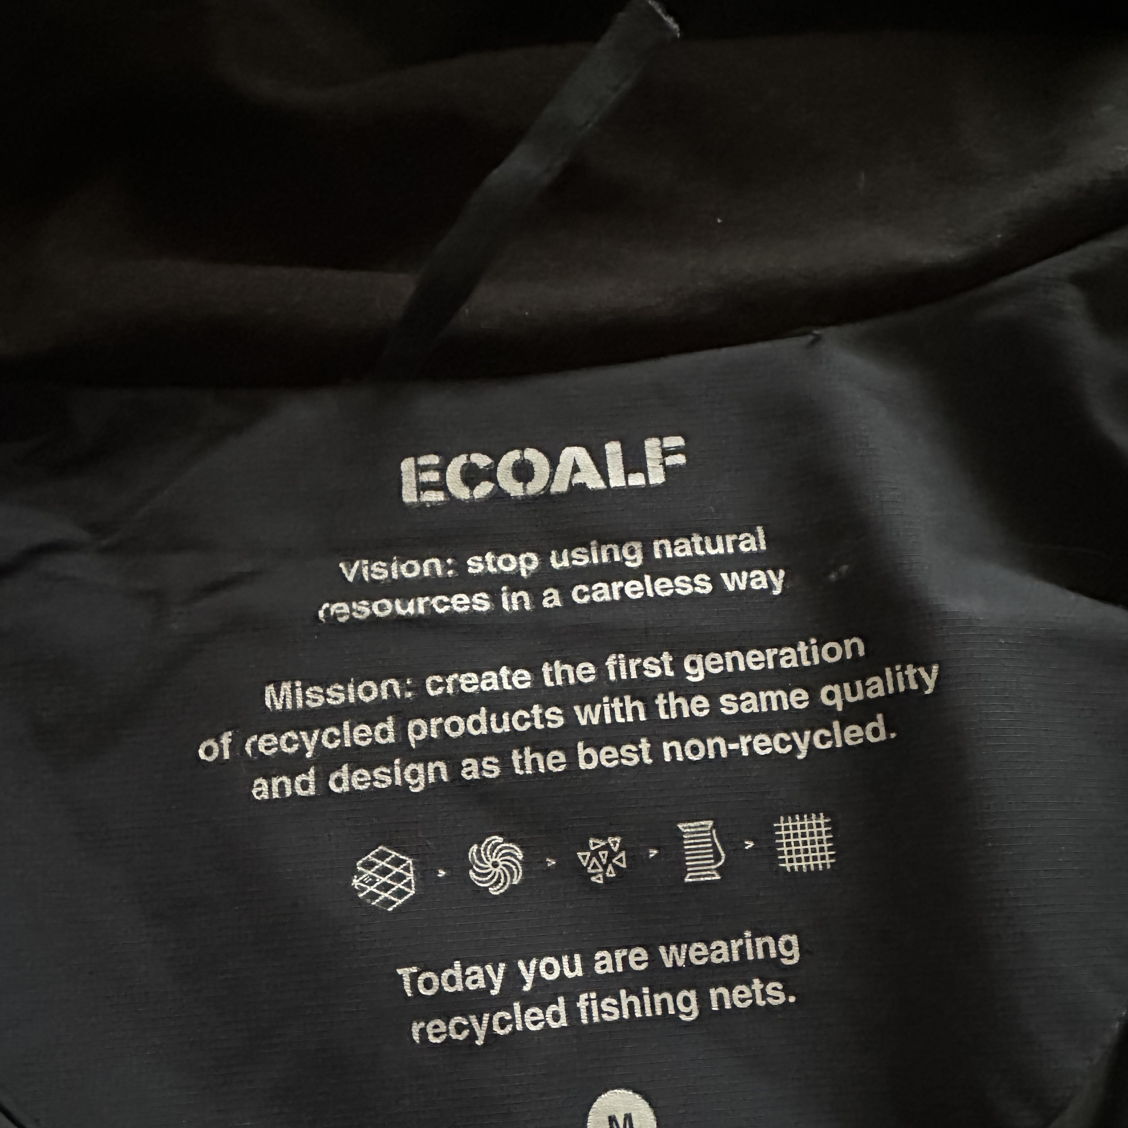 ECOALF
Vision: stop using natural
resources in a careless way
Mission: create the first generation
of recycled products with the same quality
and design as the best non-recycled.
> > > >
Today you are wearing
recycled fishing nets.
M